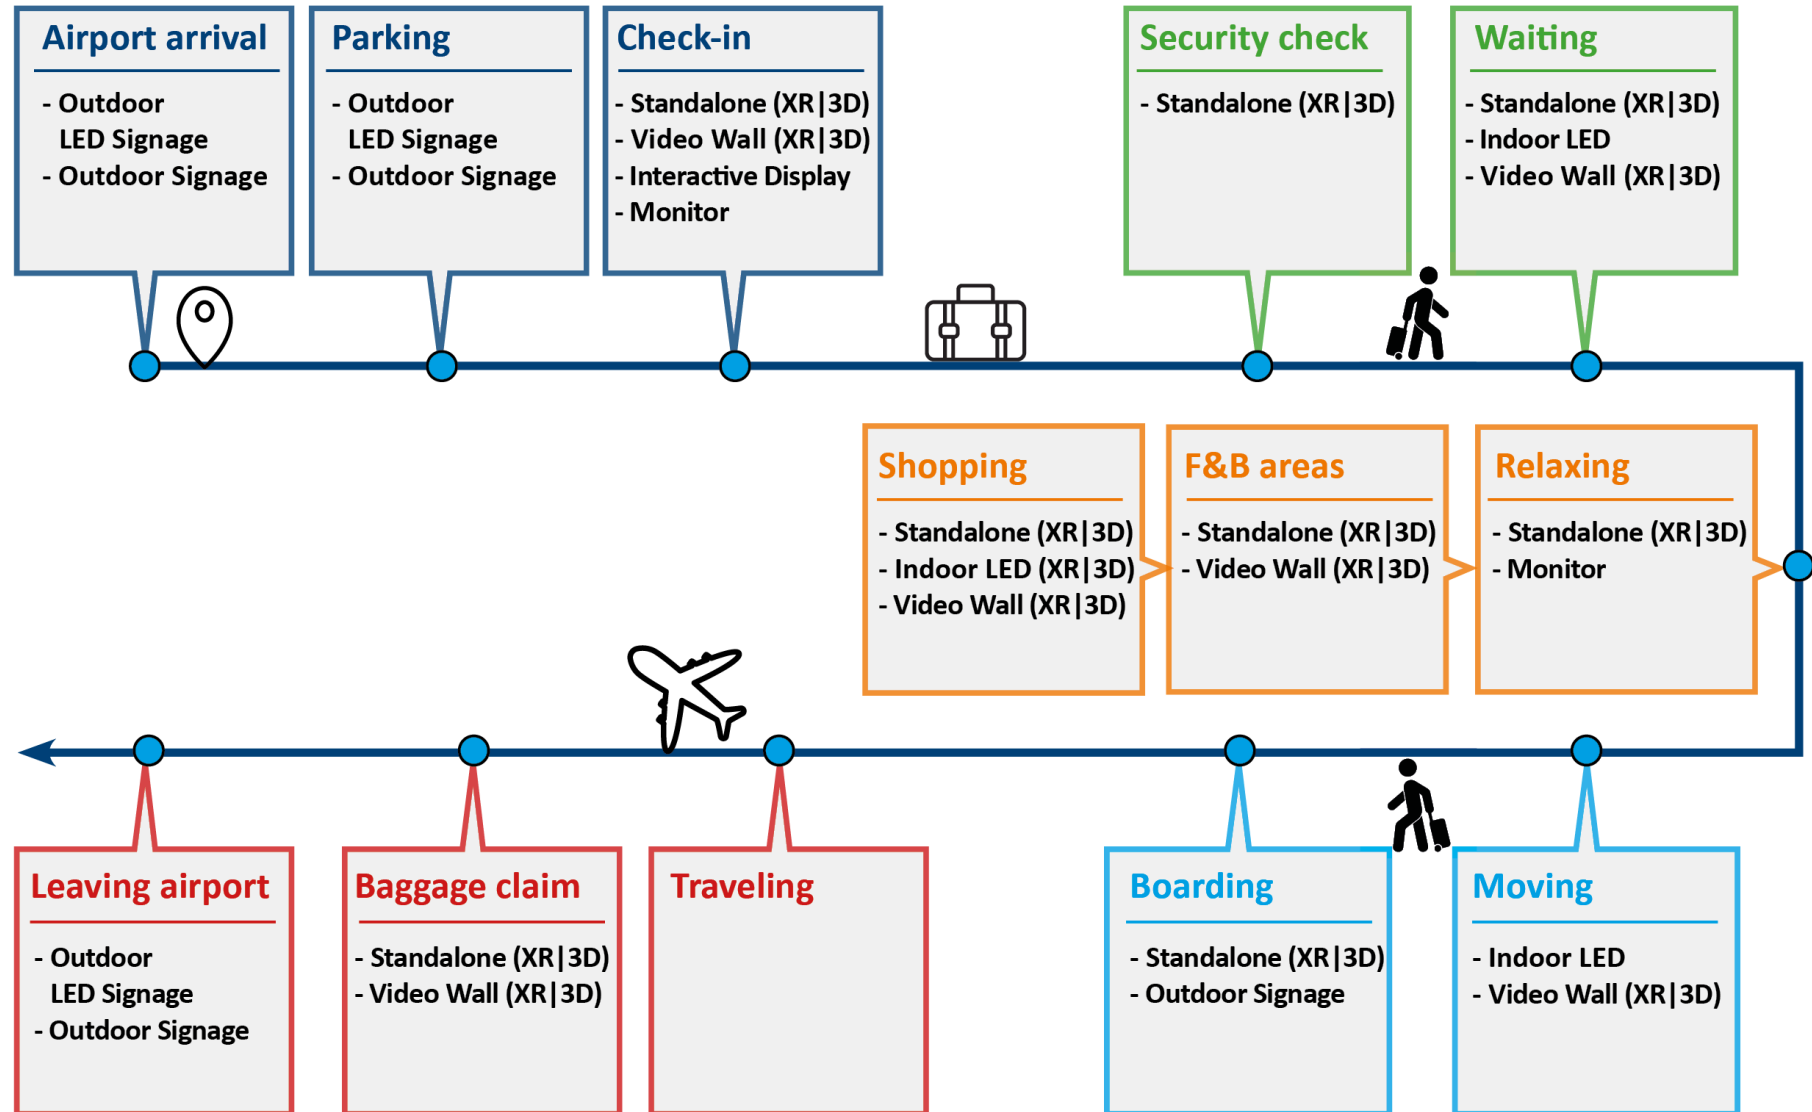 Airport arrival
- Outdoor
LED Signage
- Outdoor Signage
Parking
- Outdoor
LED Signage
- Outdoor Signage
Check-in
- Standalone (XR|3D)
- Video Wall (XR|3D)
- Interactive Display
- Monitor
Security check
- Standalone (XR|3D)
Waiting
- Standalone (XR|3D)
- Indoor LED
- Video Wall (XR|3D)
Shopping
- Standalone (XR|3D)
- Indoor LED (XR|3D)
- Video Wall (XR|3D)
F&B areas
- Standalone (XR|3D)
- Video Wall (XR|3D)
Relaxing
- Standalone (XR|3D)
- Monitor
Leaving airport
- Outdoor
LED Signage
- Outdoor Signage
Baggage claim
- Standalone (XR|3D)
- Video Wall (XR|3D)
Traveling
Boarding
- Standalone (XR|3D)
- Outdoor Signage
Moving
- Indoor LED
- Video Wall (XR|3D)